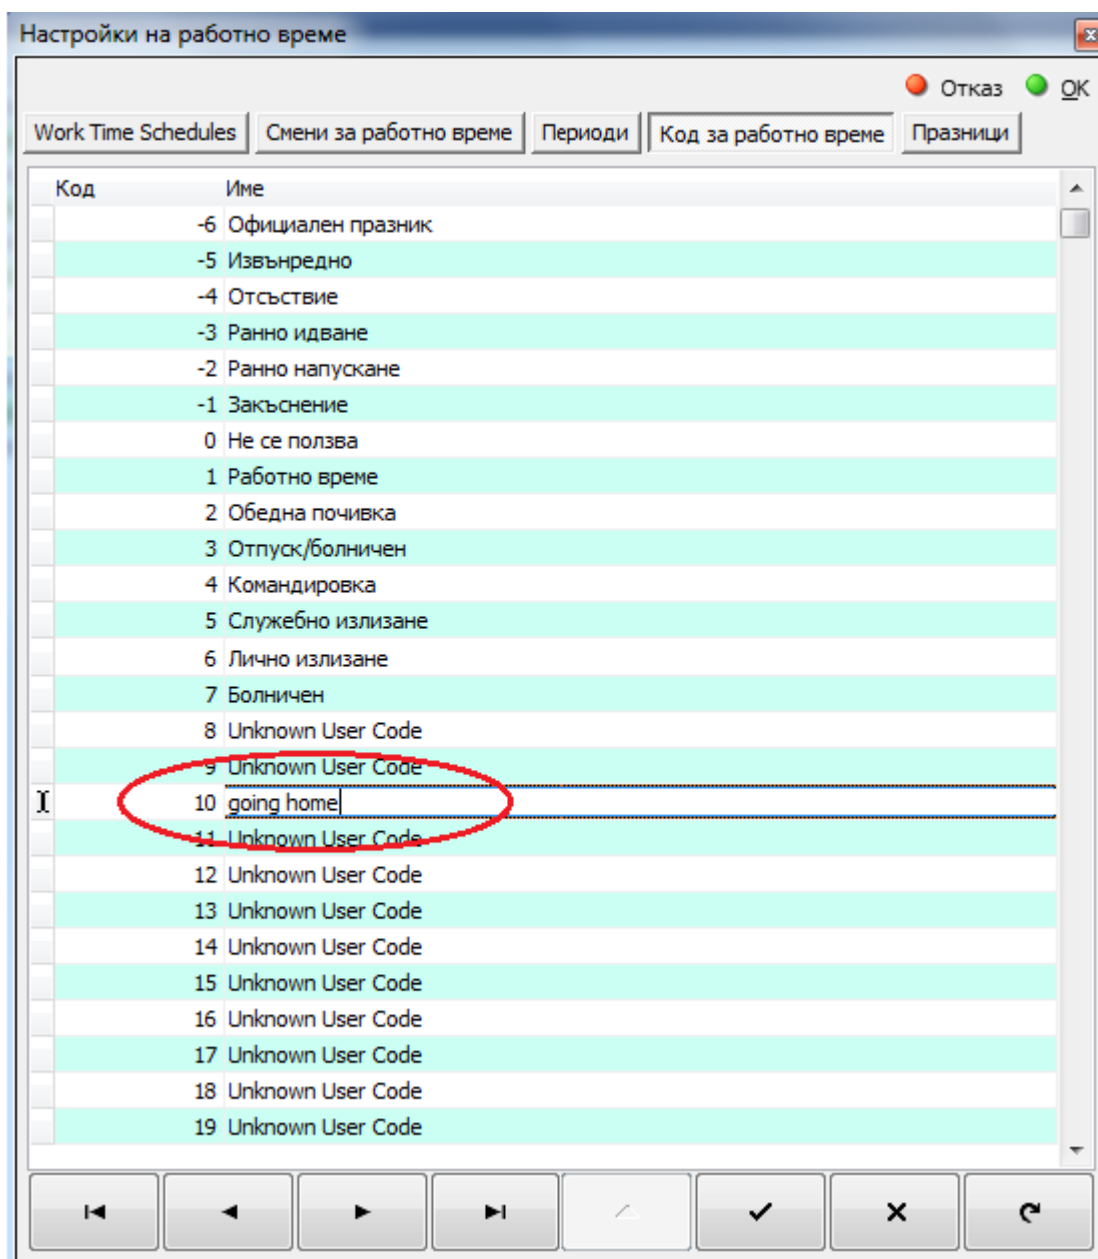 Настройки на работно време
Отказ OK
Work Time Schedules Смени за работно време Периоди Код за работно време Празници
Код Име
-6 Официален празник
-5 Извънредно
-4 Отсъствие
-3 Ранно идване
-2 Ранно напускане
-1 Закъснение
0 Не се ползва
1 Работно време
2 Обедна почивка
3 Отпуск/болничен
4 Командировка
5 Служебно излизане
6 Лично излизане
7 Болничен
8 Unknown User Code
9 Unknown User Code
10 going home
11 Unknown User Code
12 Unknown User Code
13 Unknown User Code
14 Unknown User Code
15 Unknown User Code
16 Unknown User Code
17 Unknown User Code
18 Unknown User Code
19 Unknown User Code